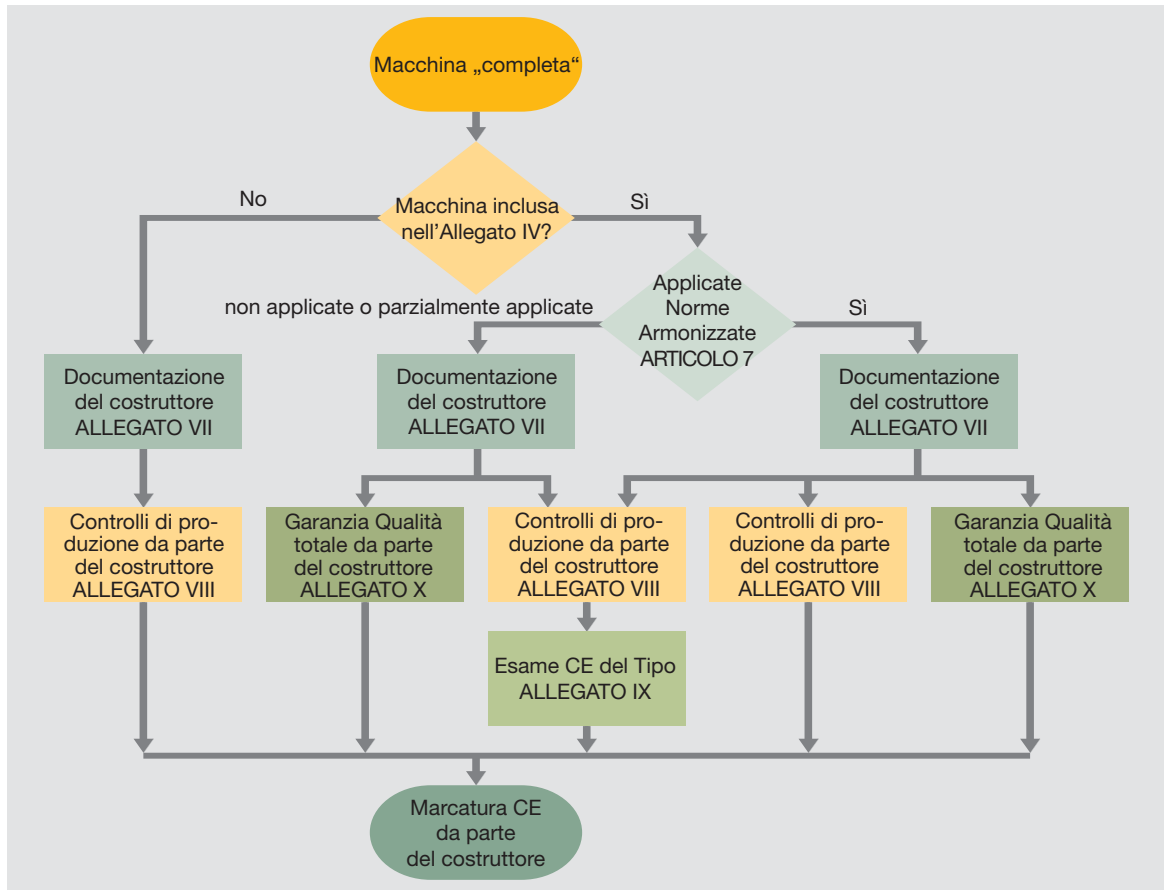 Macchina „completa“
No
Macchina inclusa
nell’Allegato IV?
Sì
non applicate o parzialmente applicate
Applicate
Norme
Armonizzate
ARTICOLO 7
Sì
Documentazione
del costruttore
ALLEGATO VII
Documentazione
del costruttore
ALLEGATO VII
Documentazione
del costruttore
ALLEGATO VII
Controlli di pro-
duzione da parte
del costruttore
ALLEGATO VIII
Garanzia Qualità
totale da parte
del costruttore
ALLEGATO X
Controlli di pro-
duzione da parte
del costruttore
ALLEGATO VIII
Controlli di pro-
duzione da parte
del costruttore
ALLEGATO VIII
Garanzia Qualità
totale da parte
del costruttore
ALLEGATO X
Esame CE del Tipo
ALLEGATO IX
Marcatura CE
da parte
del costruttore